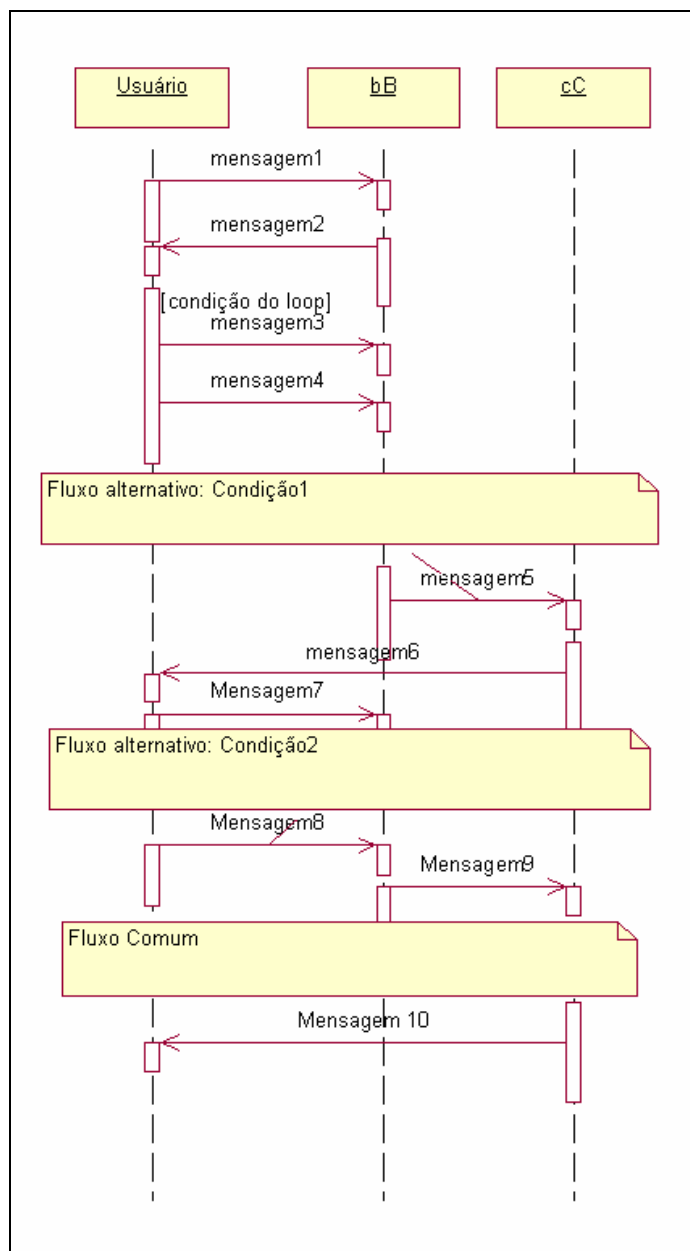 Usuário
bB
cC
mensagem1
mensagem2
[condição do loop]
mensagem3
mensagem4
Fluxo alternativo: Condição1
mensagem5
mensagem6
Mensagem7
Fluxo alternativo: Condição2
Mensagem8
Mensagem9
Fluxo Comum
Mensagem 10